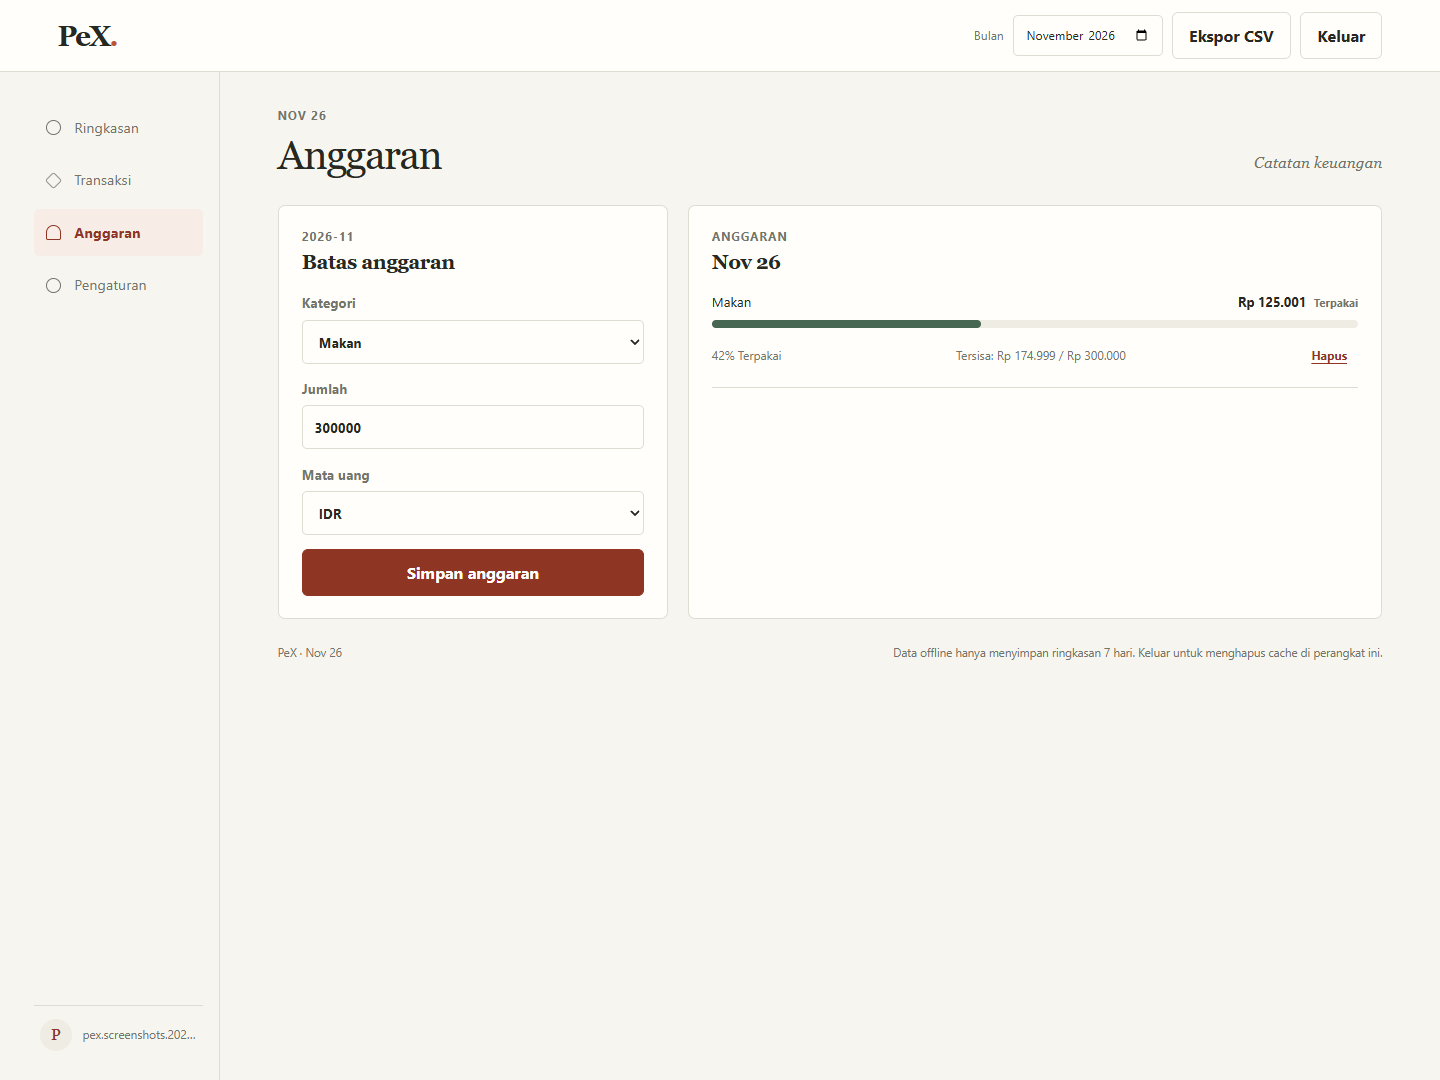 PeX.
Bulan
November 2026
Ekspor CSV
Keluar
Ringkasan
Transaksi
Anggaran
Pengaturan
NOV 26
Anggaran
Catatan keuangan
2026-11
Batas anggaran
Kategori
Makan
Jumlah
300000
Mata uang
IDR
Simpan anggaran
ANGGARAN
Nov 26
Makan
Rp 125.001 Terpakai
42% Terpakai
Tersisa: Rp 174.999 / Rp 300.000
Hapus
PeX · Nov 26
Data offline hanya menyimpan ringkasan 7 hari. Keluar untuk menghapus cache di perangkat ini.
P
pex.screenshots.202...